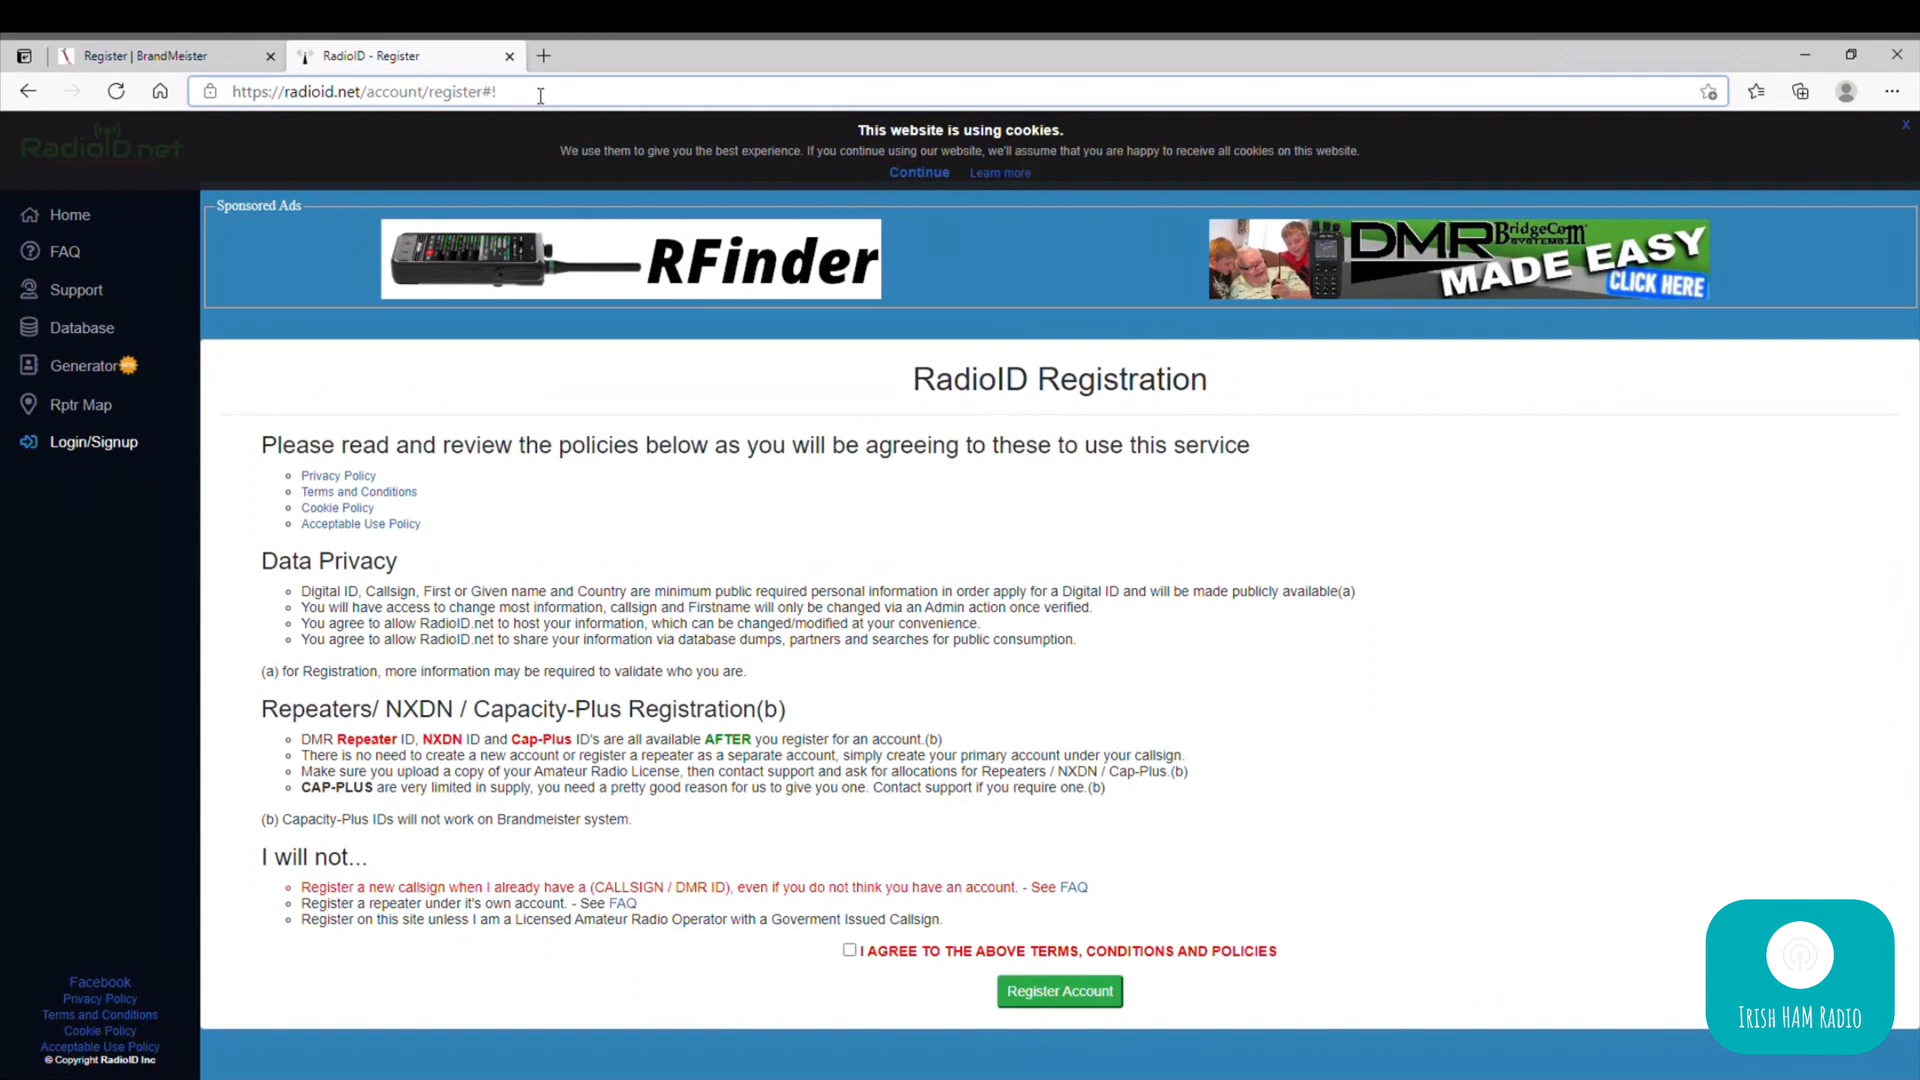 Register | BrandMeister
RadioID - Register
https://radioid.net/account/register#!
RadioID.net
This website is using cookies.
We use them to give you the best experience. If you continue using our website, we'll assume that you are happy to receive all cookies on this website.
Continue Learn more
X
Home
FAQ
Support
Database
Generator
Rptr Map
Login/Signup
Sponsored Ads
RFinder
DMR BridgeCom SYSTEMS
MADE EASY
CLICK HERE
RadioID Registration
Please read and review the policies below as you will be agreeing to these to use this service
Privacy Policy
Terms and Conditions
Cookie Policy
Acceptable Use Policy
Data Privacy
Digital ID, Callsign, First or Given name and Country are minimum public required personal information in order apply for a Digital ID and will be made publicly available(a)
You will have access to change most information, callsign and Firstname will only be changed via an Admin action once verified.
You agree to allow RadioID.net to host your information, which can be changed/modified at your convenience.
You agree to allow RadioID.net to share your information via database dumps, partners and searches for public consumption.
(a) for Registration, more information may be required to validate who you are.
Repeaters/ NXDN / Capacity-Plus Registration(b)
DMR Repeater ID, NXDN ID and Cap-Plus ID's are all available AFTER you register for an account.(b)
There is no need to create a new account or register a repeater as a separate account, simply create your primary account under your callsign.
Make sure you upload a copy of your Amateur Radio License, then contact support and ask for allocations for Repeaters / NXDN / Cap-Plus.(b)
CAP-PLUS are very limited in supply, you need a pretty good reason for us to give you one. Contact support if you require one.(b)
(b) Capacity-Plus IDs will not work on Brandmeister system.
I will not...
Register a new callsign when I already have a (CALLSIGN / DMR ID), even if you do not think you have an account. - See FAQ
Register a repeater under it's own account. - See FAQ
Register on this site unless I am a Licensed Amateur Radio Operator with a Goverment Issued Callsign.
I AGREE TO THE ABOVE TERMS, CONDITIONS AND POLICIES
Register Account
Facebook
Privacy Policy
Terms and Conditions
Cookie Policy
Acceptable Use Policy
© Copyright RadioID Inc
IRISH HAM RADIO